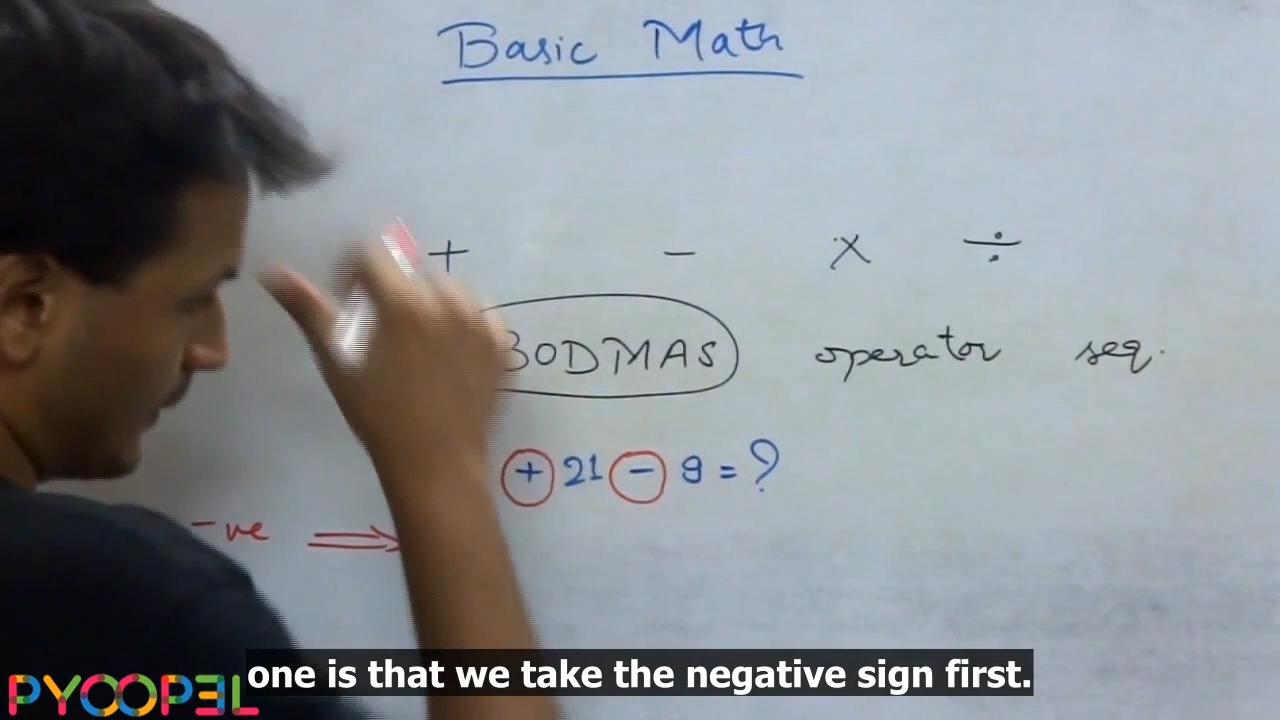 Basic Math
+ - × ÷
BODMAS operator seq.
+ 21 - 9 = ?
-ve ⇒
one is that we take the negative sign first.
PYOOPEL